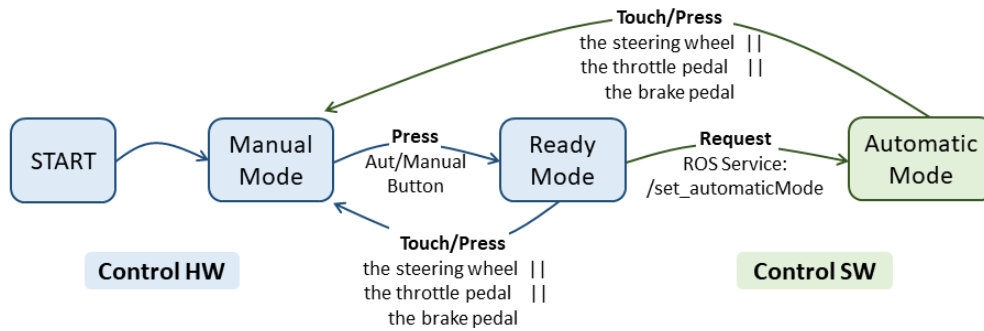 Touch/Press
the steering wheel ||
the throttle pedal ||
the brake pedal
START
Manual
Mode
Press
Aut/Manual
Button
Ready
Mode
Request
ROS Service:
/set_automaticMode
Automatic
Mode
Touch/Press
the steering wheel ||
the throttle pedal ||
the brake pedal
Control HW
Control SW